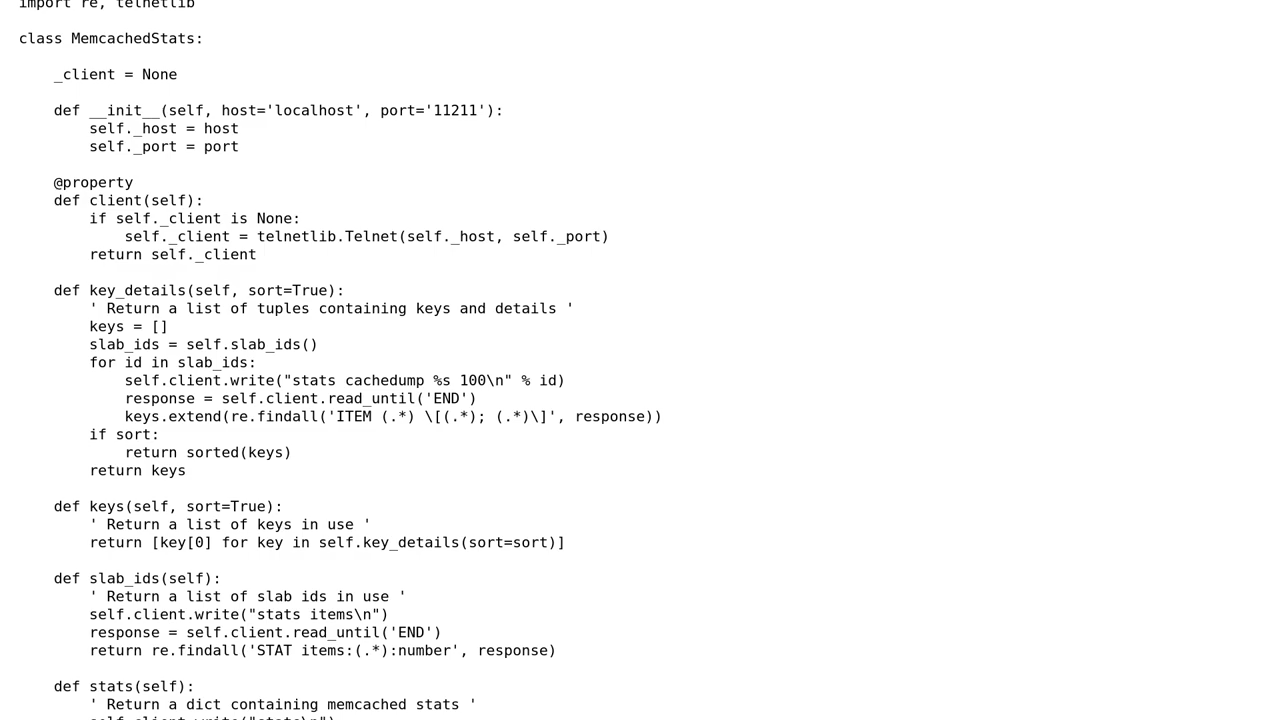 import re, telnetlib
class MemcachedStats:
    _client = None
    def __init__(self, host='localhost', port='11211'):
        self._host = host
        self._port = port
    @property
    def client(self):
        if self._client is None:
            self._client = telnetlib.Telnet(self._host, self._port)
        return self._client
    def key_details(self, sort=True):
        ' Return a list of tuples containing keys and details '
        keys = []
        slab_ids = self.slab_ids()
        for id in slab_ids:
            self.client.write("stats cachedump %s 100\n" % id)
            response = self.client.read_until('END')
            keys.extend(re.findall('ITEM (.*) \[(.*); (.*)\]', response))
        if sort:
            return sorted(keys)
        return keys
    def keys(self, sort=True):
        ' Return a list of keys in use '
        return [key[0] for key in self.key_details(sort=sort)]
    def slab_ids(self):
        ' Return a list of slab ids in use '
        self.client.write("stats items\n")
        response = self.client.read_until('END')
        return re.findall('STAT items:(.*):number', response)
    def stats(self):
        ' Return a dict containing memcached stats '
        self.client.write("stats\n")